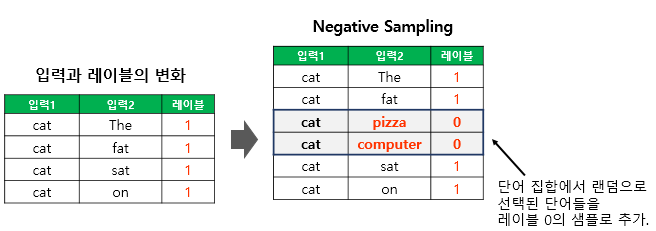 입력과 레이블의 변화
입력1 입력2 레이블
cat The 1
cat fat 1
cat sat 1
cat on 1
Negative Sampling
입력1 입력2 레이블
cat The 1
cat fat 1
cat pizza 0
cat computer 0
cat sat 1
cat on 1
단어 집합에서 랜덤으로
선택된 단어들을
레이블 0의 샘플로 추가.